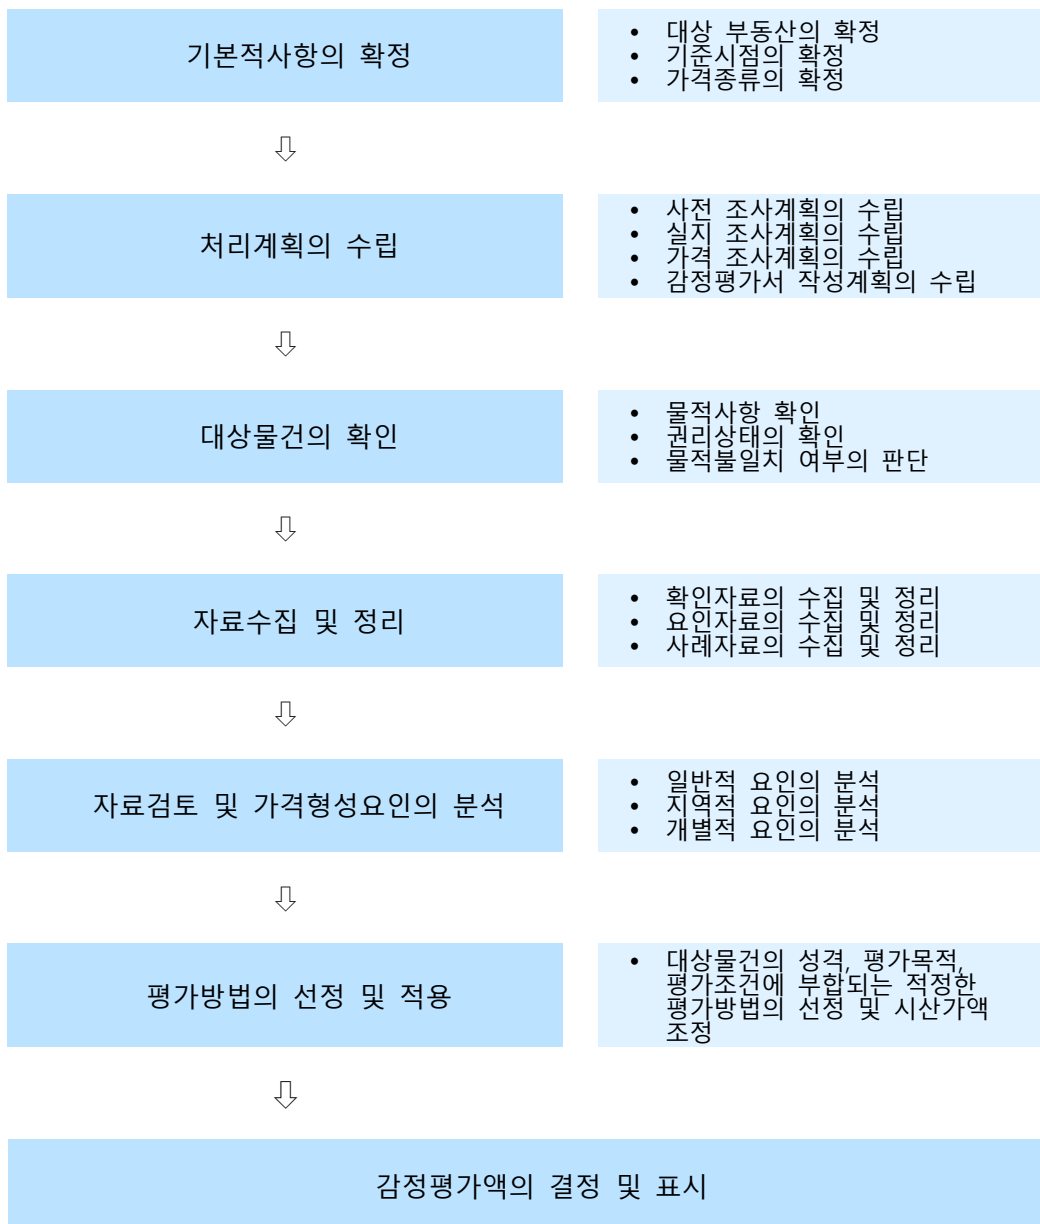 기본적사항의 확정
• 대상 부동산의 확정
• 기준시점의 확정
• 가격종류의 확정
처리계획의 수립
• 사전 조사계획의 수립
• 실지 조사계획의 수립
• 가격 조사계획의 수립
• 감정평가서 작성계획의 수립
대상물건의 확인
• 물적사항 확인
• 권리상태의 확인
• 물적불일치 여부의 판단
자료수집 및 정리
• 확인자료의 수집 및 정리
• 요인자료의 수집 및 정리
• 사례자료의 수집 및 정리
자료검토 및 가격형성요인의 분석
• 일반적 요인의 분석
• 지역적 요인의 분석
• 개별적 요인의 분석
평가방법의 선정 및 적용
• 대상물건의 성격, 평가목적,
평가조건에 부합되는 적정한
평가방법의 선정 및 시산가액
조정
감정평가액의 결정 및 표시